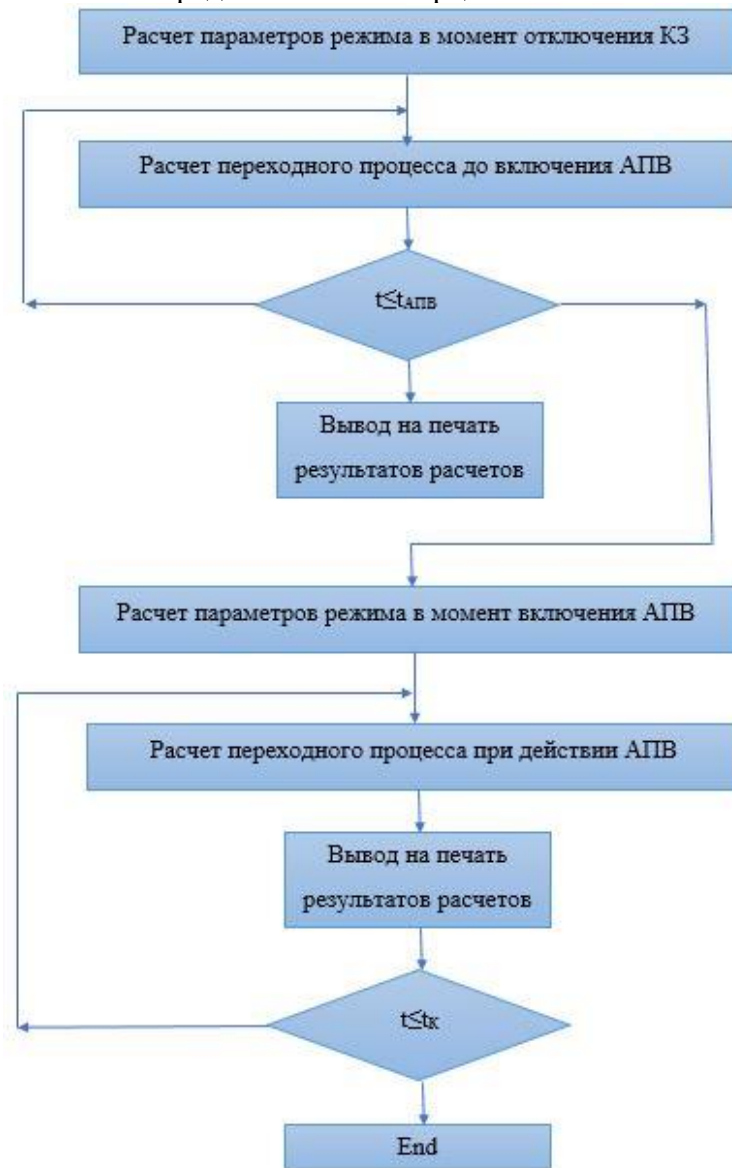 Расчет параметров режима в момент отключения КЗ
Расчет переходного процесса до включения АПВ
t≤tАПВ
Вывод на печать
результатов расчетов
Расчет параметров режима в момент включения АПВ
Расчет переходного процесса при действии АПВ
Вывод на печать
результатов расчетов
t≤tК
End